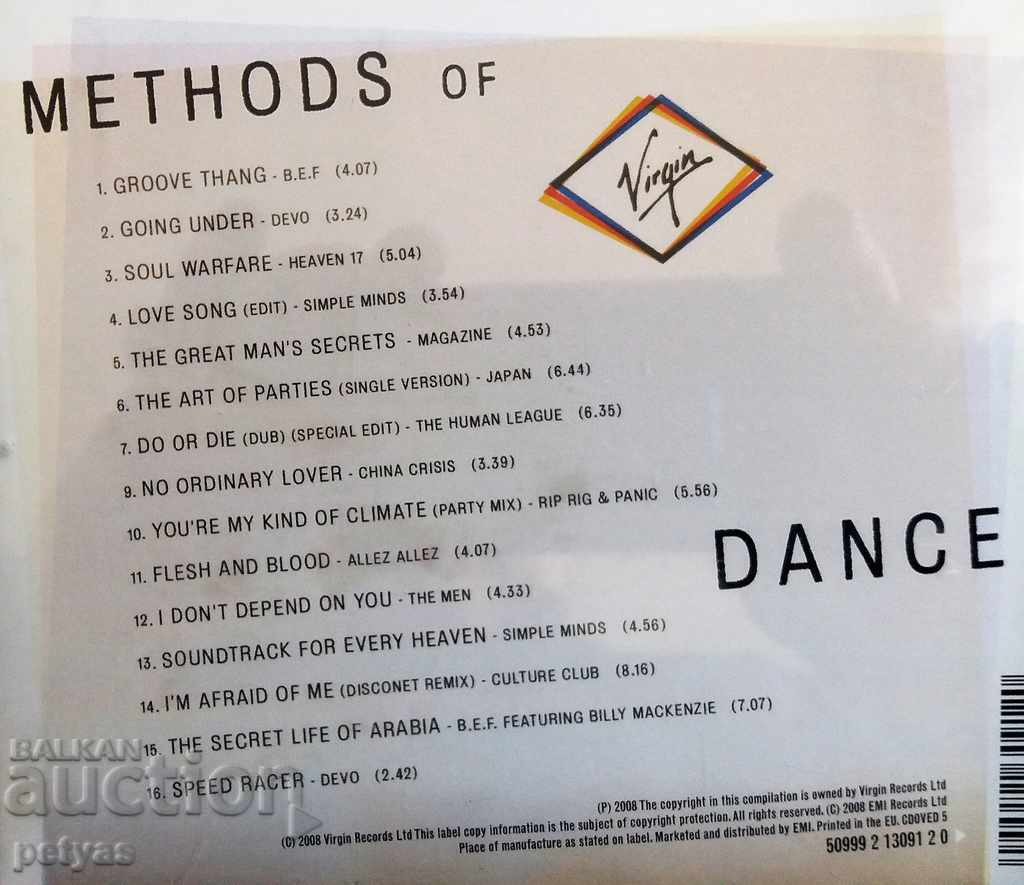 METHODS OF
Virgin
1. GROOVE THANG - B.E.F (4.07)
2. GOING UNDER - DEVO (3.24)
3. SOUL WARFARE - HEAVEN 17 (5.04)
4. LOVE SONG (EDIT) - SIMPLE MINDS (3.54)
5. THE GREAT MAN'S SECRETS - MAGAZINE (4.53)
6. THE ART OF PARTIES (SINGLE VERSION) - JAPAN (6.44)
7. DO OR DIE (DUB) (SPECIAL EDIT) - THE HUMAN LEAGUE (6.35)
9. NO ORDINARY LOVER - CHINA CRISIS (3.39)
10. YOU'RE MY KIND OF CLIMATE (PARTY MIX) - RIP RIG & PANIC (5.56)
DANCE
11. FLESH AND BLOOD - ALLEZ ALLEZ (4.07)
12. I DON'T DEPEND ON YOU - THE MEN (4.33)
13. SOUNDTRACK FOR EVERY HEAVEN - SIMPLE MINDS (4.56)
14. I'M AFRAID OF ME (DISCONET REMIX) - CULTURE CLUB (8.16)
15. THE SECRET LIFE OF ARABIA - B.E.F. FEATURING BILLY MACKENZIE (7.07)
16. SPEED RACER - DEVO (2.42)
(P) 2008 The copyright in this compilation is owned by Virgin Records Ltd
(C) 2008 Virgin Records Ltd This label copy information is the subject of copyright protection. All rights reserved. (C) 2008 EMI Records Ltd
Place of manufacture as stated on label. Marketed and distributed by EMI. Printed in the EU. CDOVED 5
50999 2 13091 2 0
BALKAN
auction
petyas